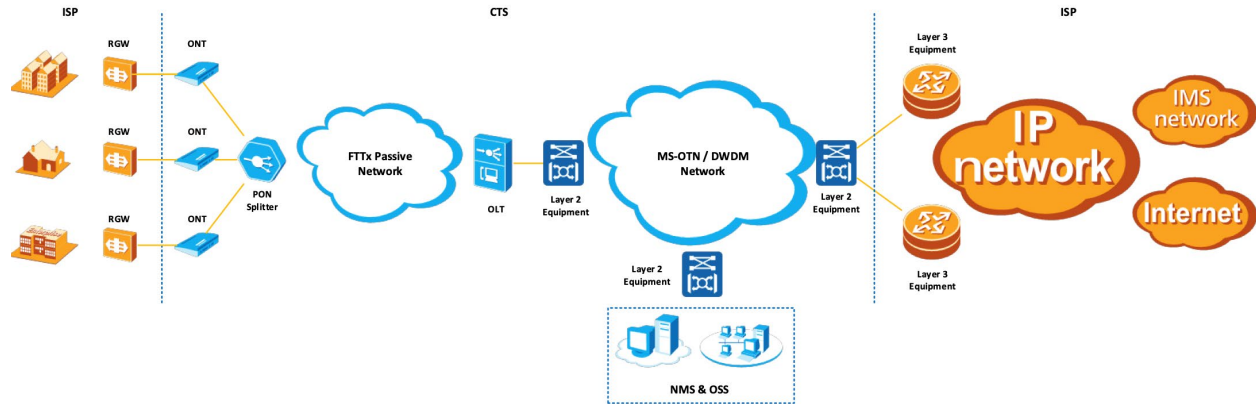 ISP
CTS
ISP
RGW
ONT
RGW
ONT
RGW
ONT
PON
Splitter
FTTx Passive
Network
OLT
Layer 2
Equipment
MS-OTN / DWDM
Network
Layer 2
Equipment
Layer 2
Equipment
NMS & OSS
Layer 3
Equipment
Layer 3
Equipment
IP
network
IMS
network
Internet